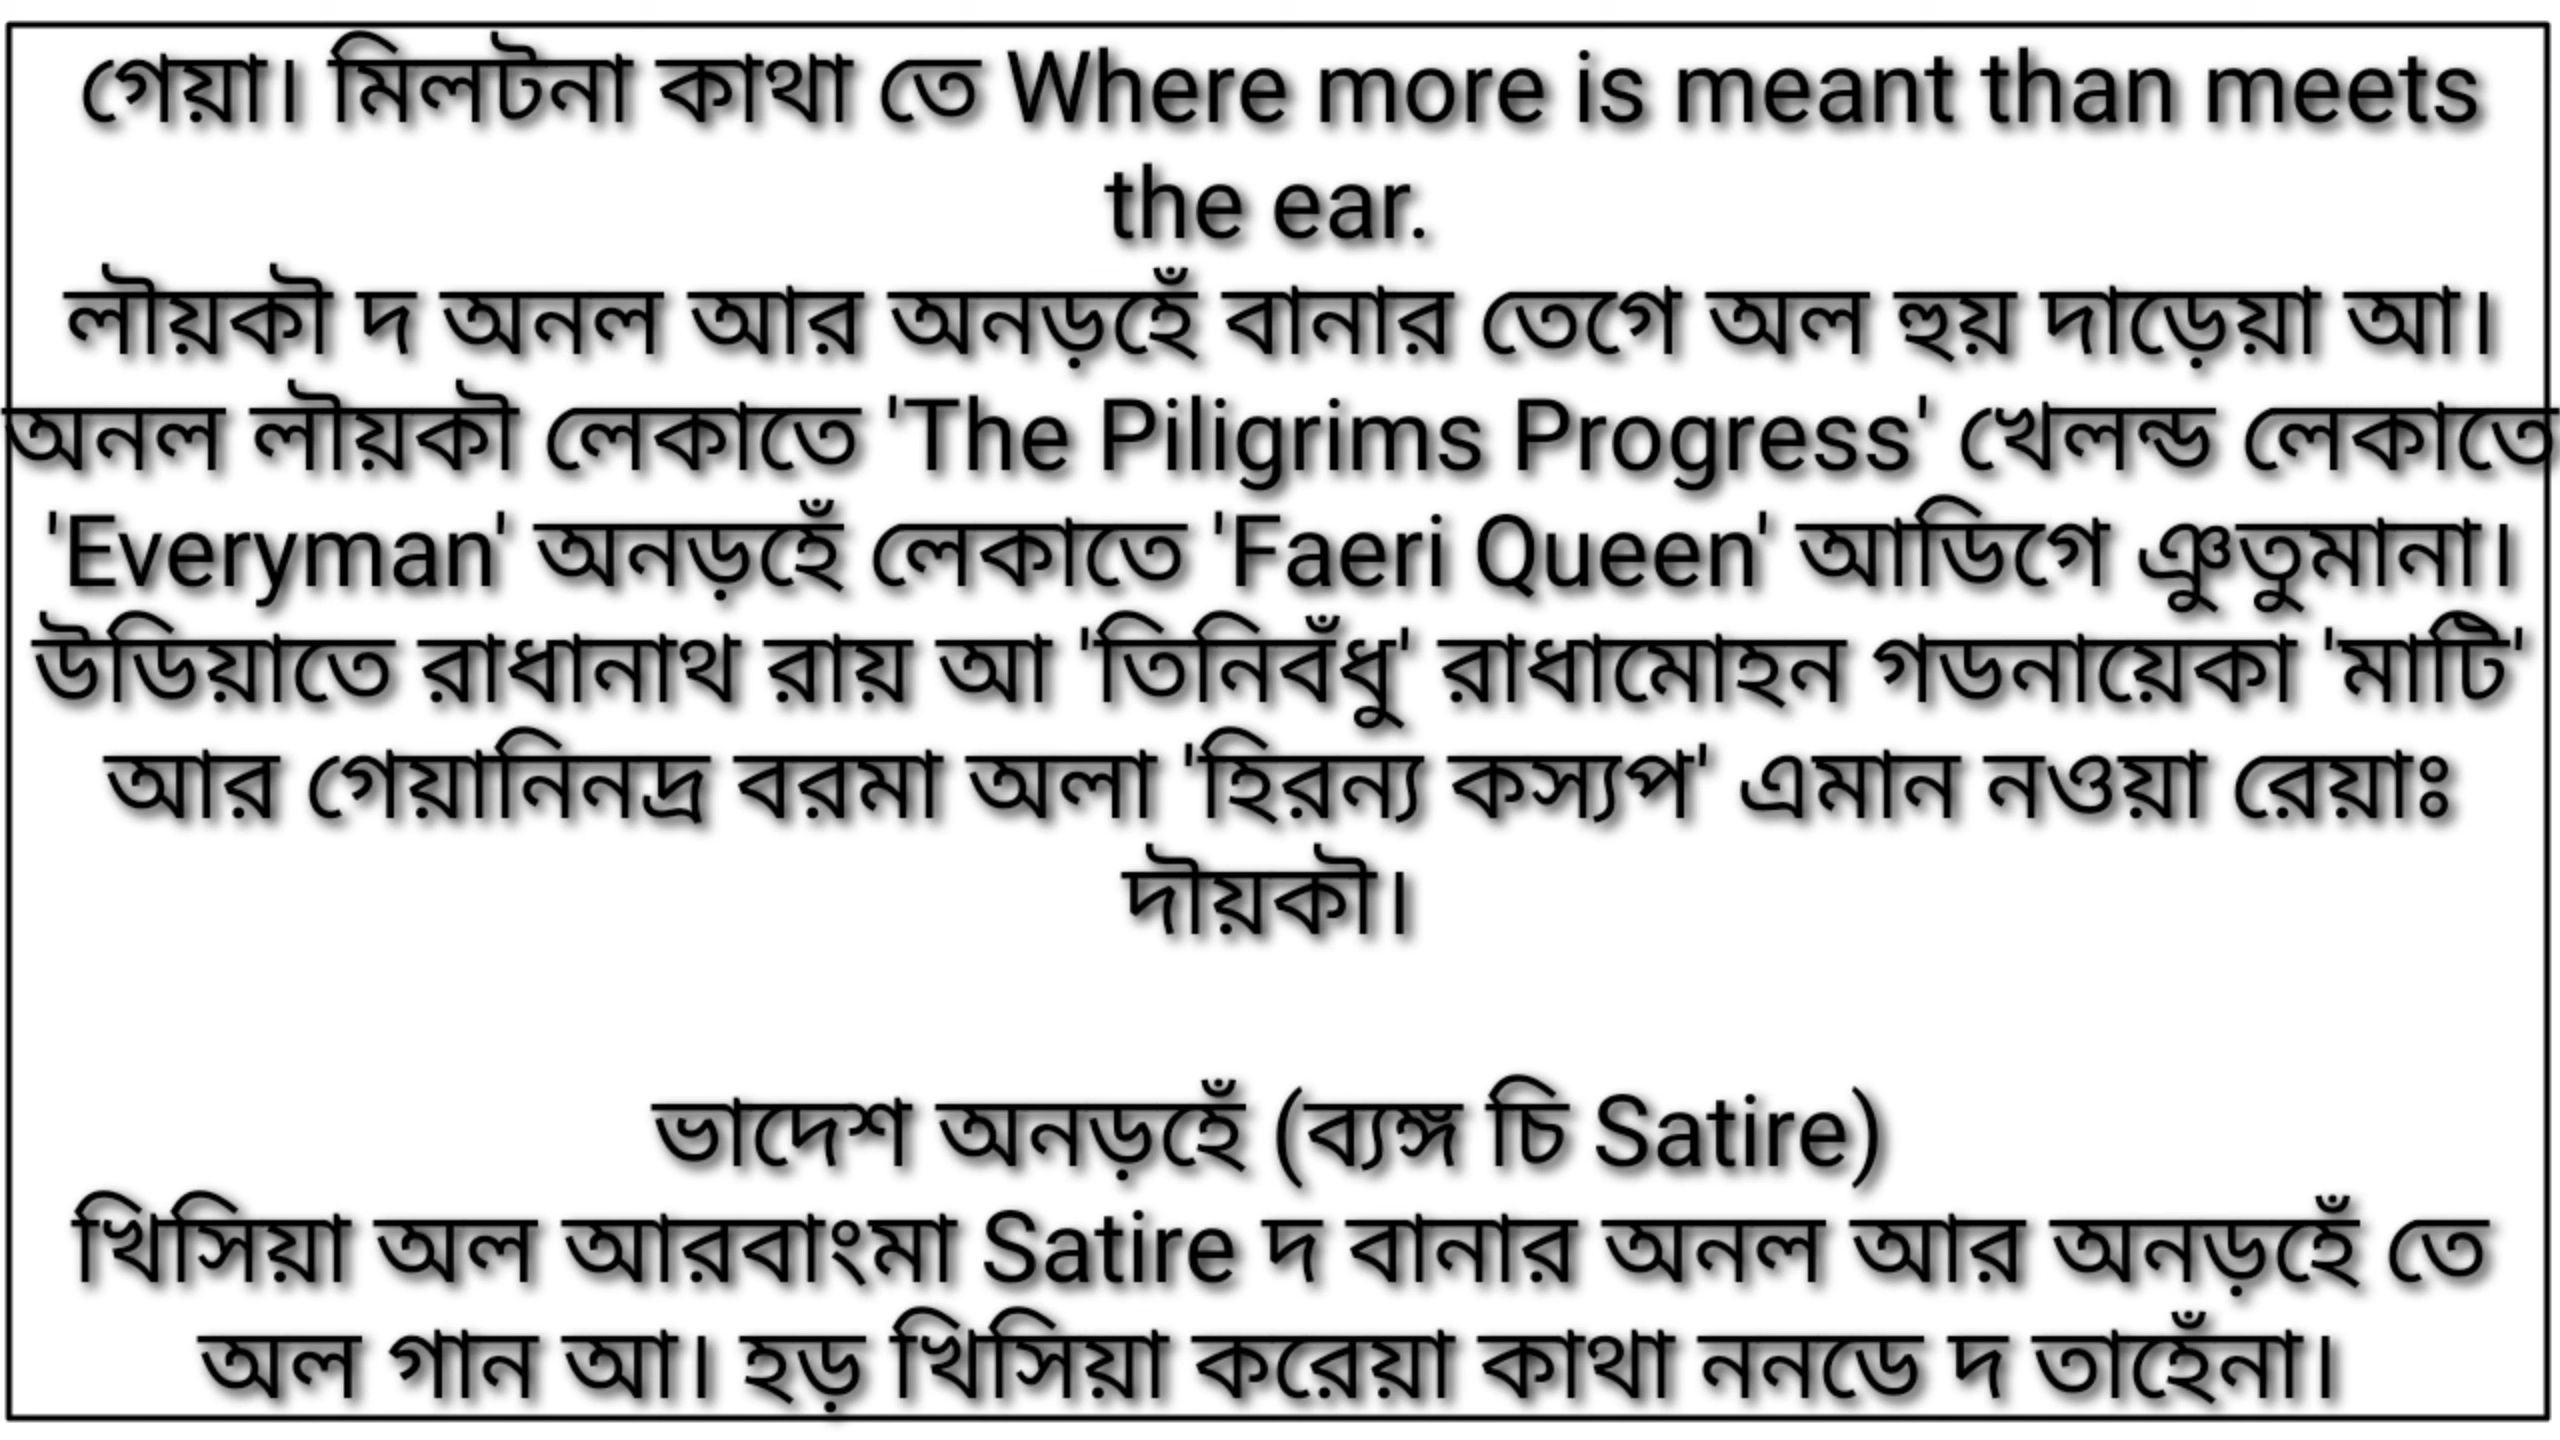 গেয়া। মিলটনা কাথা তে Where more is meant than meets
the ear.
লীয়কী দ অনল আর অনড়হেঁ বানার তেগে অল হুয় দাড়েয়া আ।
অনল লীয়কী লেকাতে 'The Piligrims Progress' খেলন্ড লেকাতে
'Everyman' অনড়হেঁ লেকাতে 'Faeri Queen' আডিগে ঞুতুমানা।
উডিয়াতে রাধানাথ রায় আ 'তিনিবঁধু' রাধামোহন গডনায়েকা 'মাটি'
আর গেয়ানিনদ্র বরমা অলা 'হিরন্য কস্যপ' এমান নওয়া রেয়াঃ
দীয়কী।
ভাদেশ অনড়হেঁ (ব্যঙ্গ চি Satire)
খিসিয়া অল আরবাংমা Satire দ বানার অনল আর অনড়হেঁ তে
অল গান আ। হড় খিসিয়া করেয়া কাথা ননডে দ তাহেঁনা।